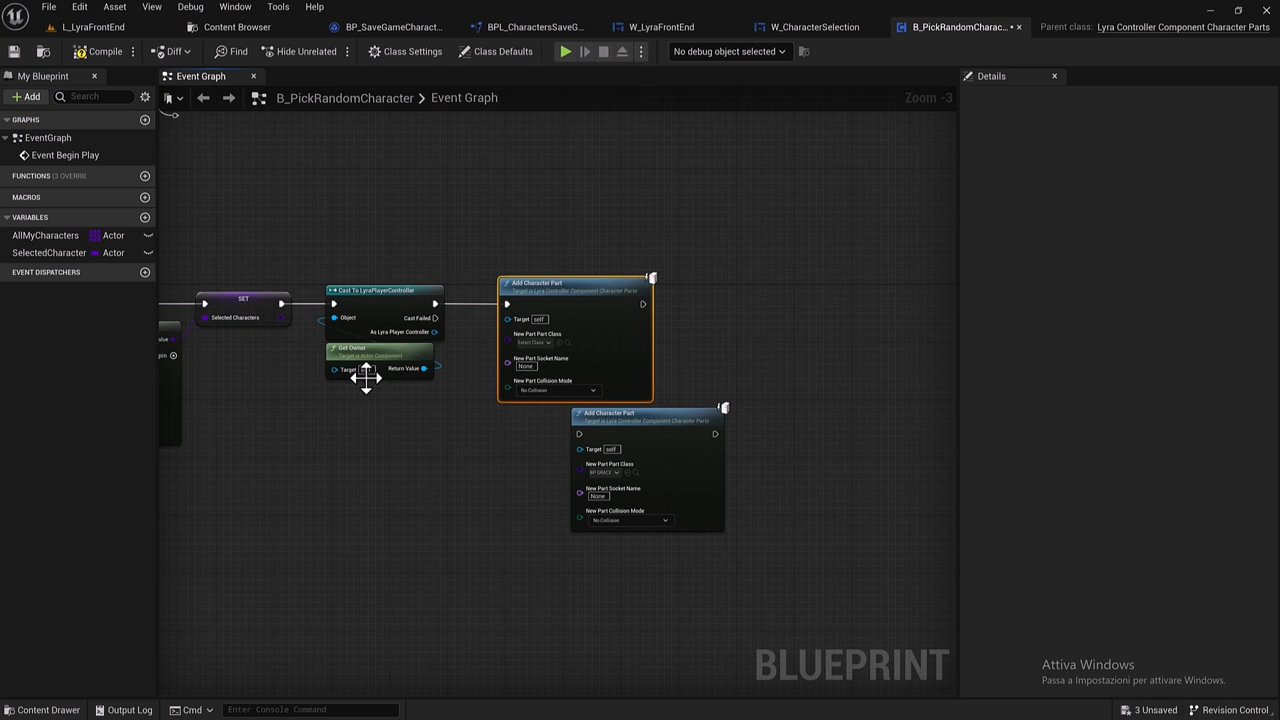 File Edit Asset View Debug Window Tools Help
L_LyraFrontEnd Content Browser BP_SaveGameCharact... BPL_CharactersSaveG... W_LyraFrontEnd W_CharacterSelection B_PickRandomCharac... • Parent class: Lyra Controller Component Character Parts
Compile Diff Find Hide Unrelated Class Settings Class Defaults No debug object selected
My Blueprint Event Graph Details
+ Add Search B_PickRandomCharacter > Event Graph Zoom -3
GRAPHS
EventGraph
Event Begin Play
FUNCTIONS (3 OVERRI
MACROS
VARIABLES
AllMyCharacters Actor
SelectedCharacter Actor
EVENT DISPATCHERS
SET
Selected Characters
alue
pin
Cast To LyraPlayerController
Object Cast Failed
As Lyra Player Controller
Get Owner
Target is Actor Component
Target Return Value
Add Character Part
Target is Lyra Controller Component Character Parts
Target self
New Part Part Class
Select Class
New Part Socket Name
None
New Part Collision Mode
No Collision
Add Character Part
Target is Lyra Controller Component Character Parts
Target self
New Part Part Class
BP GRACE
New Part Socket Name
None
New Part Collision Mode
No Collision
BLUEPRINT
Attiva Windows
Passa a Impostazioni per attivare Windows.
Content Drawer Output Log Cmd Enter Console Command 3 Unsaved Revision Control